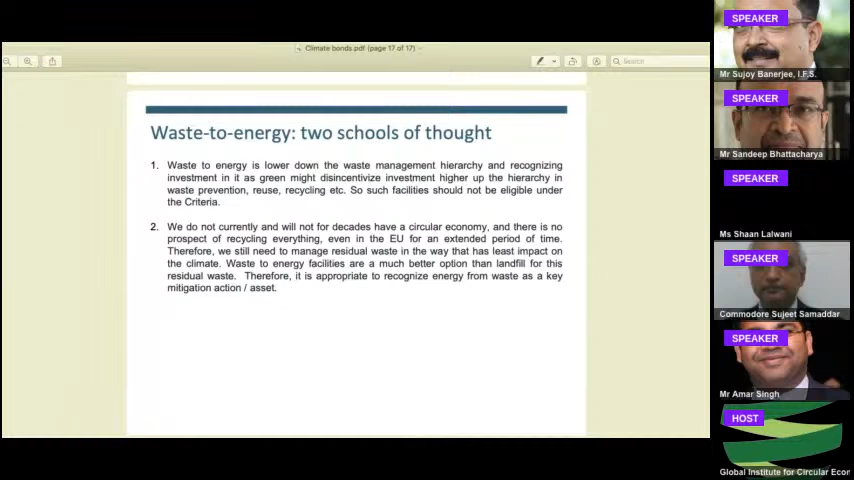 Climate bonds.pdf (page 17 of 17)
Search
Waste-to-energy: two schools of thought
1. Waste to energy is lower down the waste management hierarchy and recognizing
investment in it as green might disincentivize investment higher up the hierarchy in
waste prevention, reuse, recycling etc. So such facilities should not be eligible under
the Criteria.
2. We do not currently and will not for decades have a circular economy, and there is no
prospect of recycling everything, even in the EU for an extended period of time.
Therefore, we still need to manage residual waste in the way that has least impact on
the climate. Waste to energy facilities are a much better option than landfill for this
residual waste. Therefore, it is appropriate to recognize energy from waste as a key
mitigation action / asset.
SPEAKER
Mr Sujoy Banerjee, I.F.S.
SPEAKER
Mr Sandeep Bhattacharya
SPEAKER
Ms Shaan Lalwani
SPEAKER
Commodore Sujeet Samaddar
SPEAKER
Mr Amar Singh
HOST
Global Institute for Circular Econ